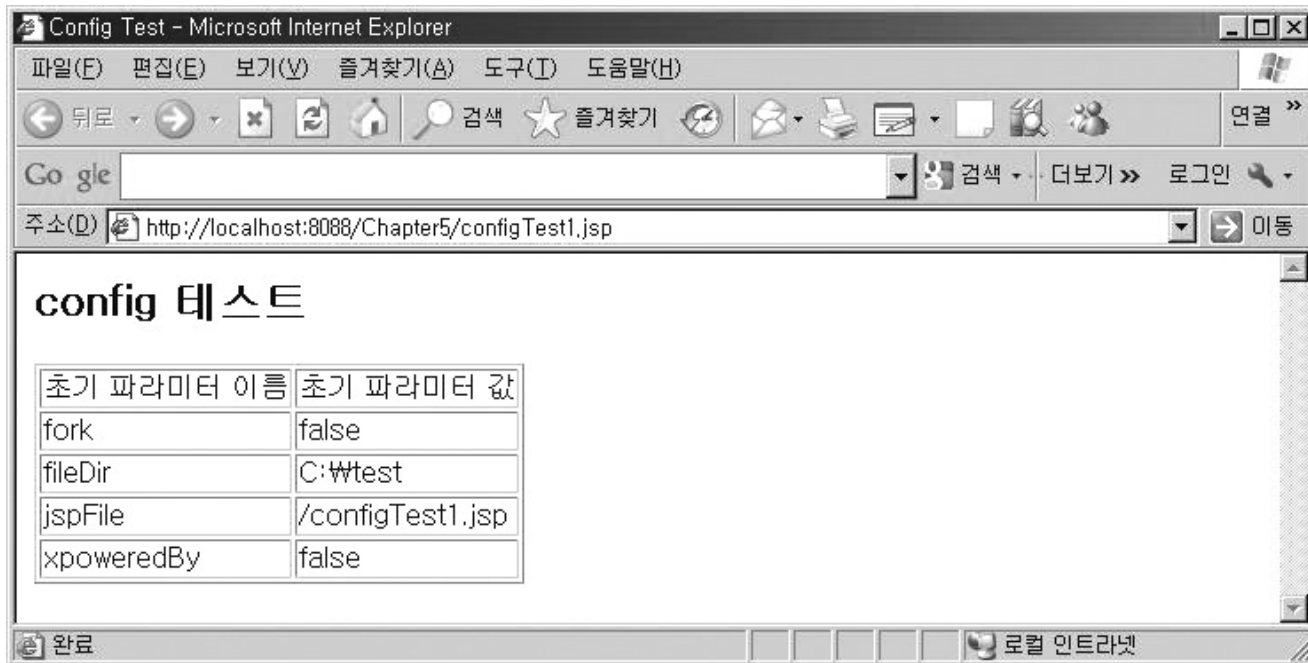 Config Test - Microsoft Internet Explorer
파일(F) 편집(E) 보기(V) 즐겨찾기(A) 도구(T) 도움말(H)
뒤로 검색 즐겨찾기 연결 »
Go gle 검색 더보기 » 로그인
주소(D) http://localhost:8088/Chapter5/configTest1.jsp 이동
config 테스트
초기 파라미터 이름 초기 파라미터 값
fork false
fileDir C:₩test
jspFile /configTest1.jsp
xpoweredBy false
완료 로컬 인트라넷